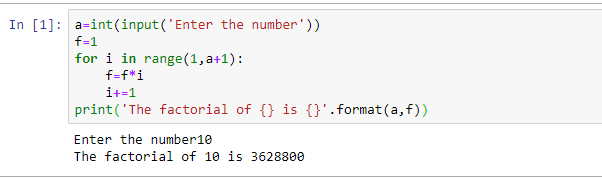 In [1]: a=int(input('Enter the number'))
f=1
for i in range(1,a+1):
    f=f*i
    i+=1
print('The factorial of {} is {}'.format(a,f))
Enter the number10
The factorial of 10 is 3628800